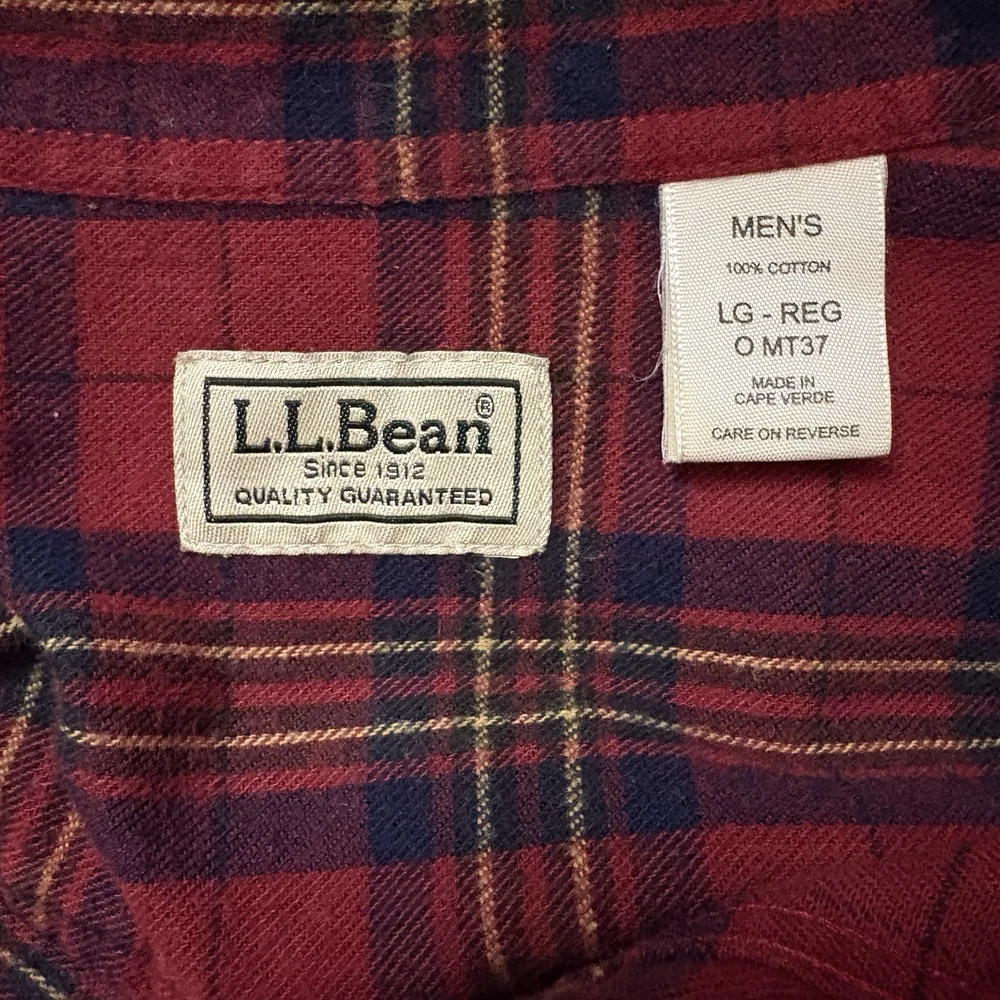 L.L.Bean®
Since 1912
QUALITY GUARANTEED
MEN'S
100% COTTON
LG - REG
O MT37
MADE IN
CAPE VERDE
CARE ON REVERSE